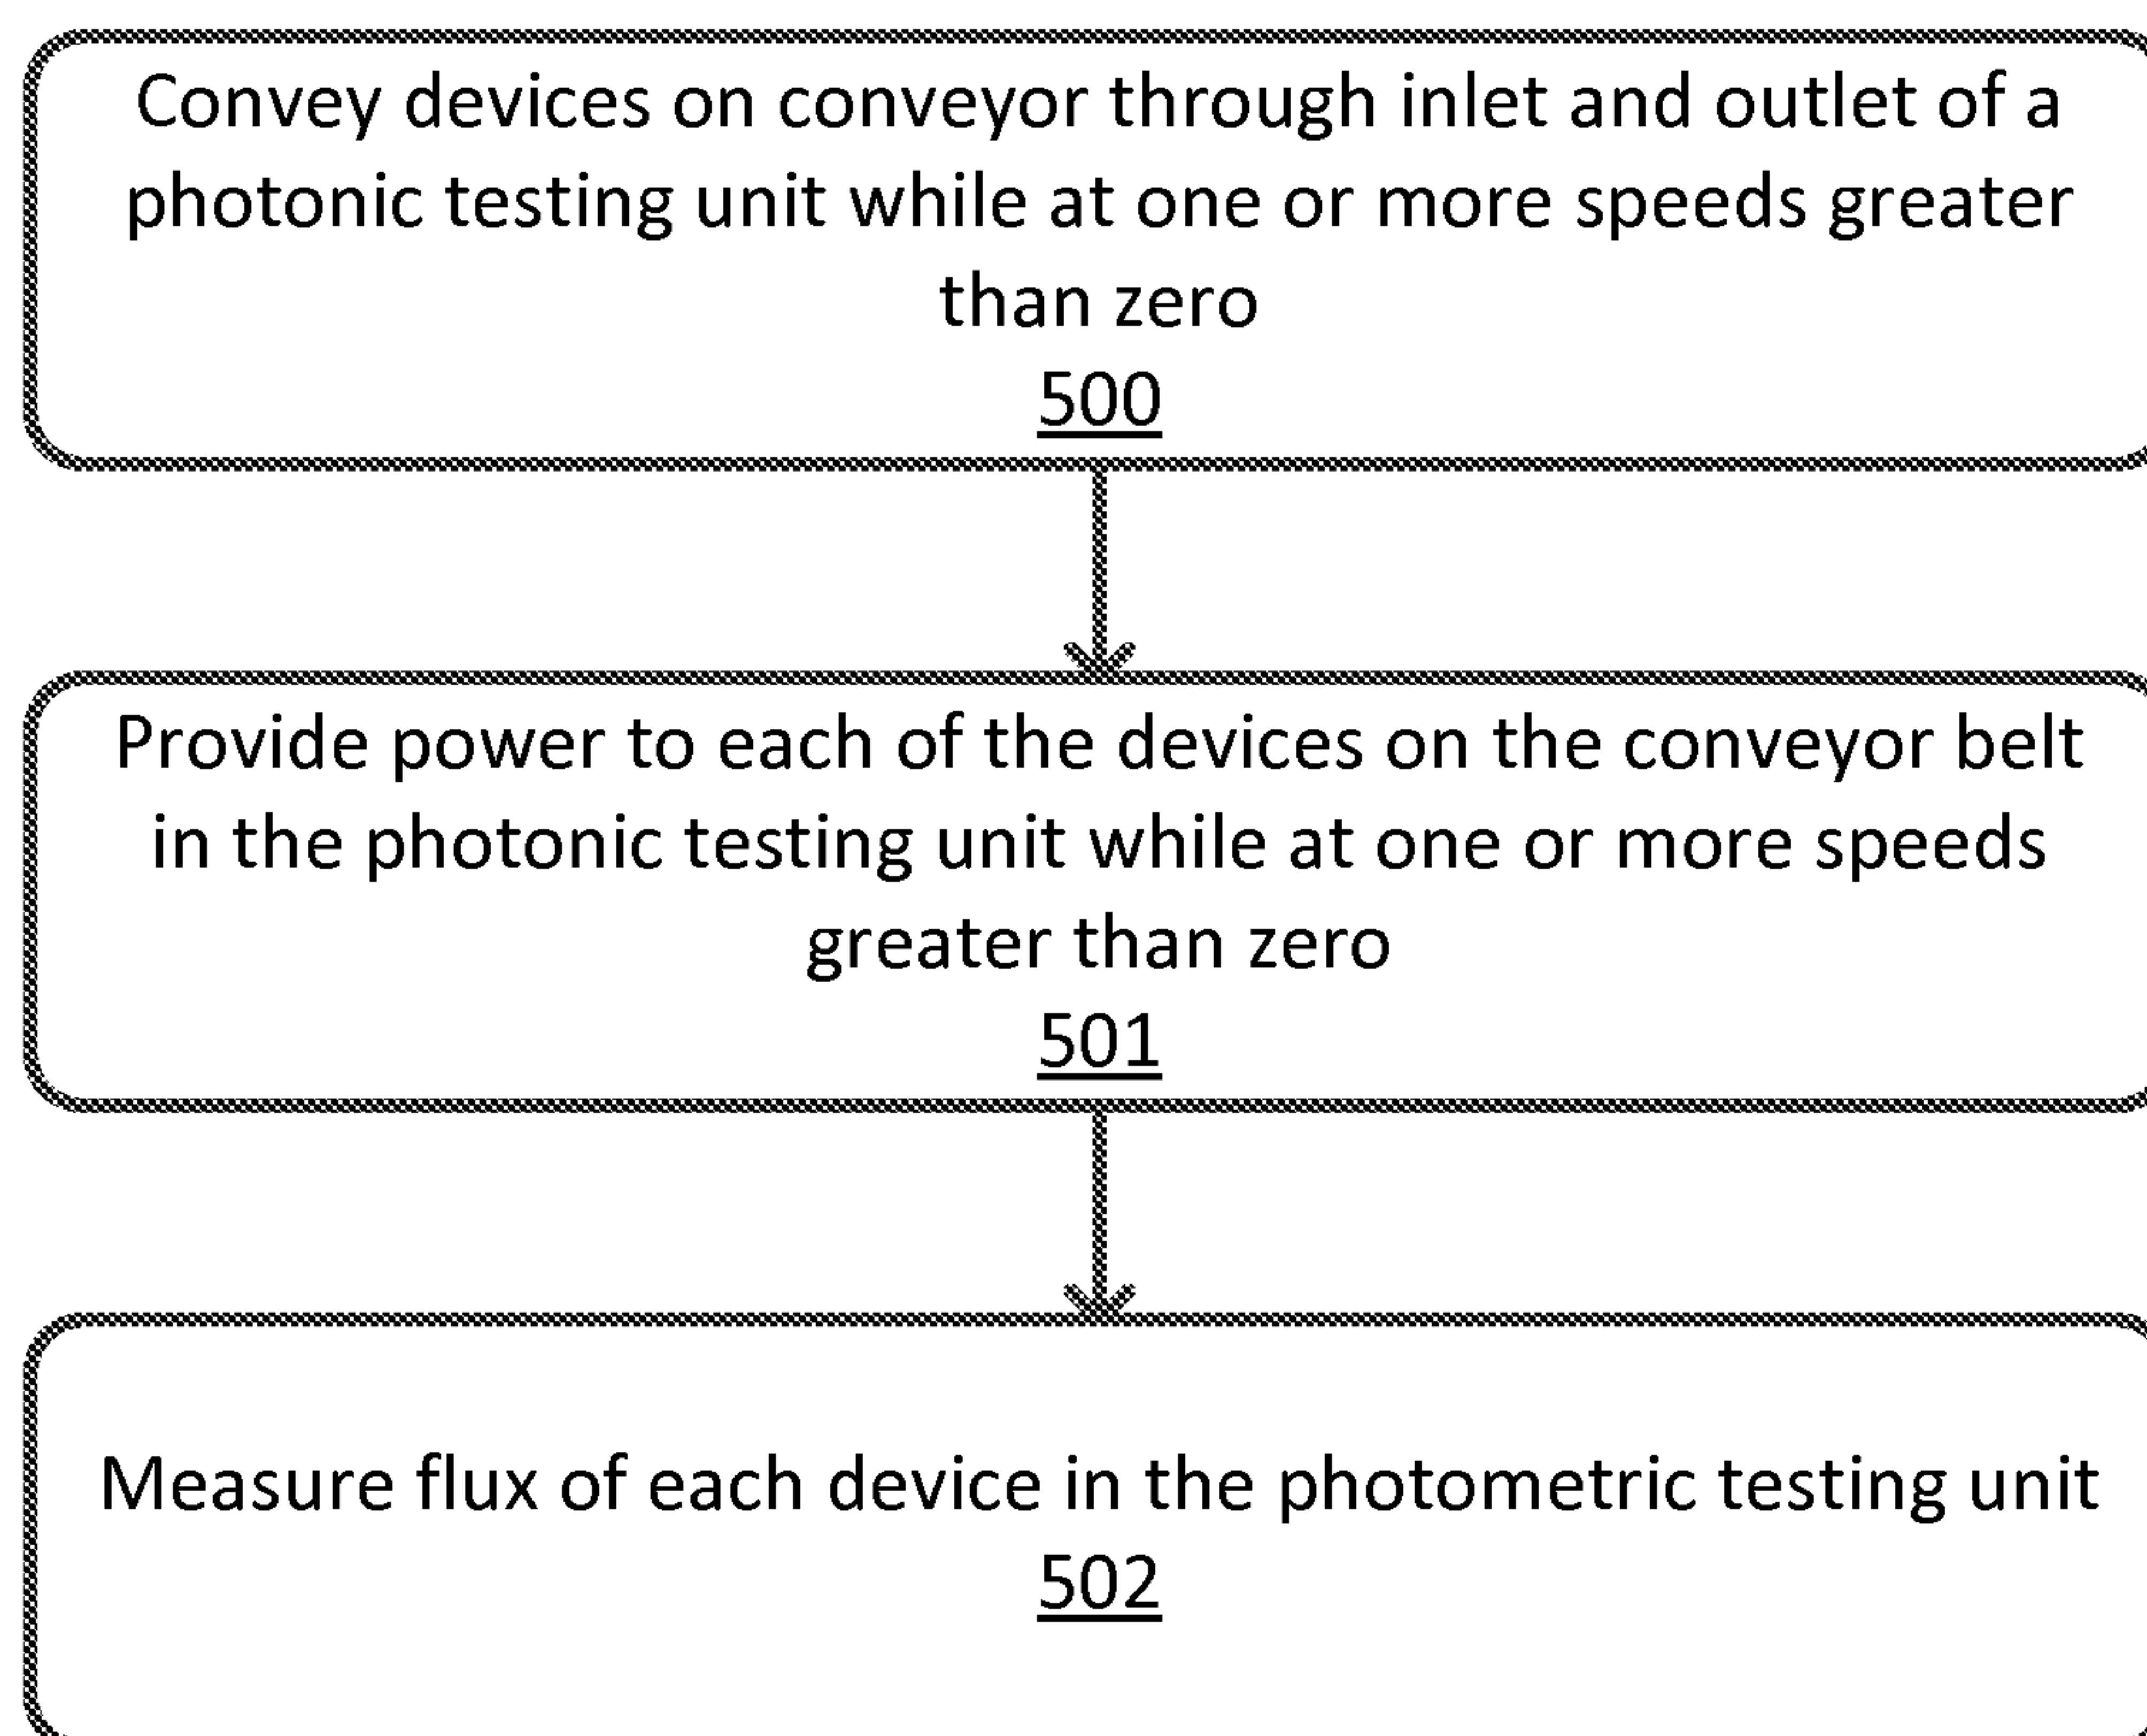 Convey devices on conveyor through inlet and outlet of a
photonic testing unit while at one or more speeds greater
than zero
500
Provide power to each of the devices on the conveyor belt
in the photonic testing unit while at one or more speeds
greater than zero
501
Measure flux of each device in the photometric testing unit
502